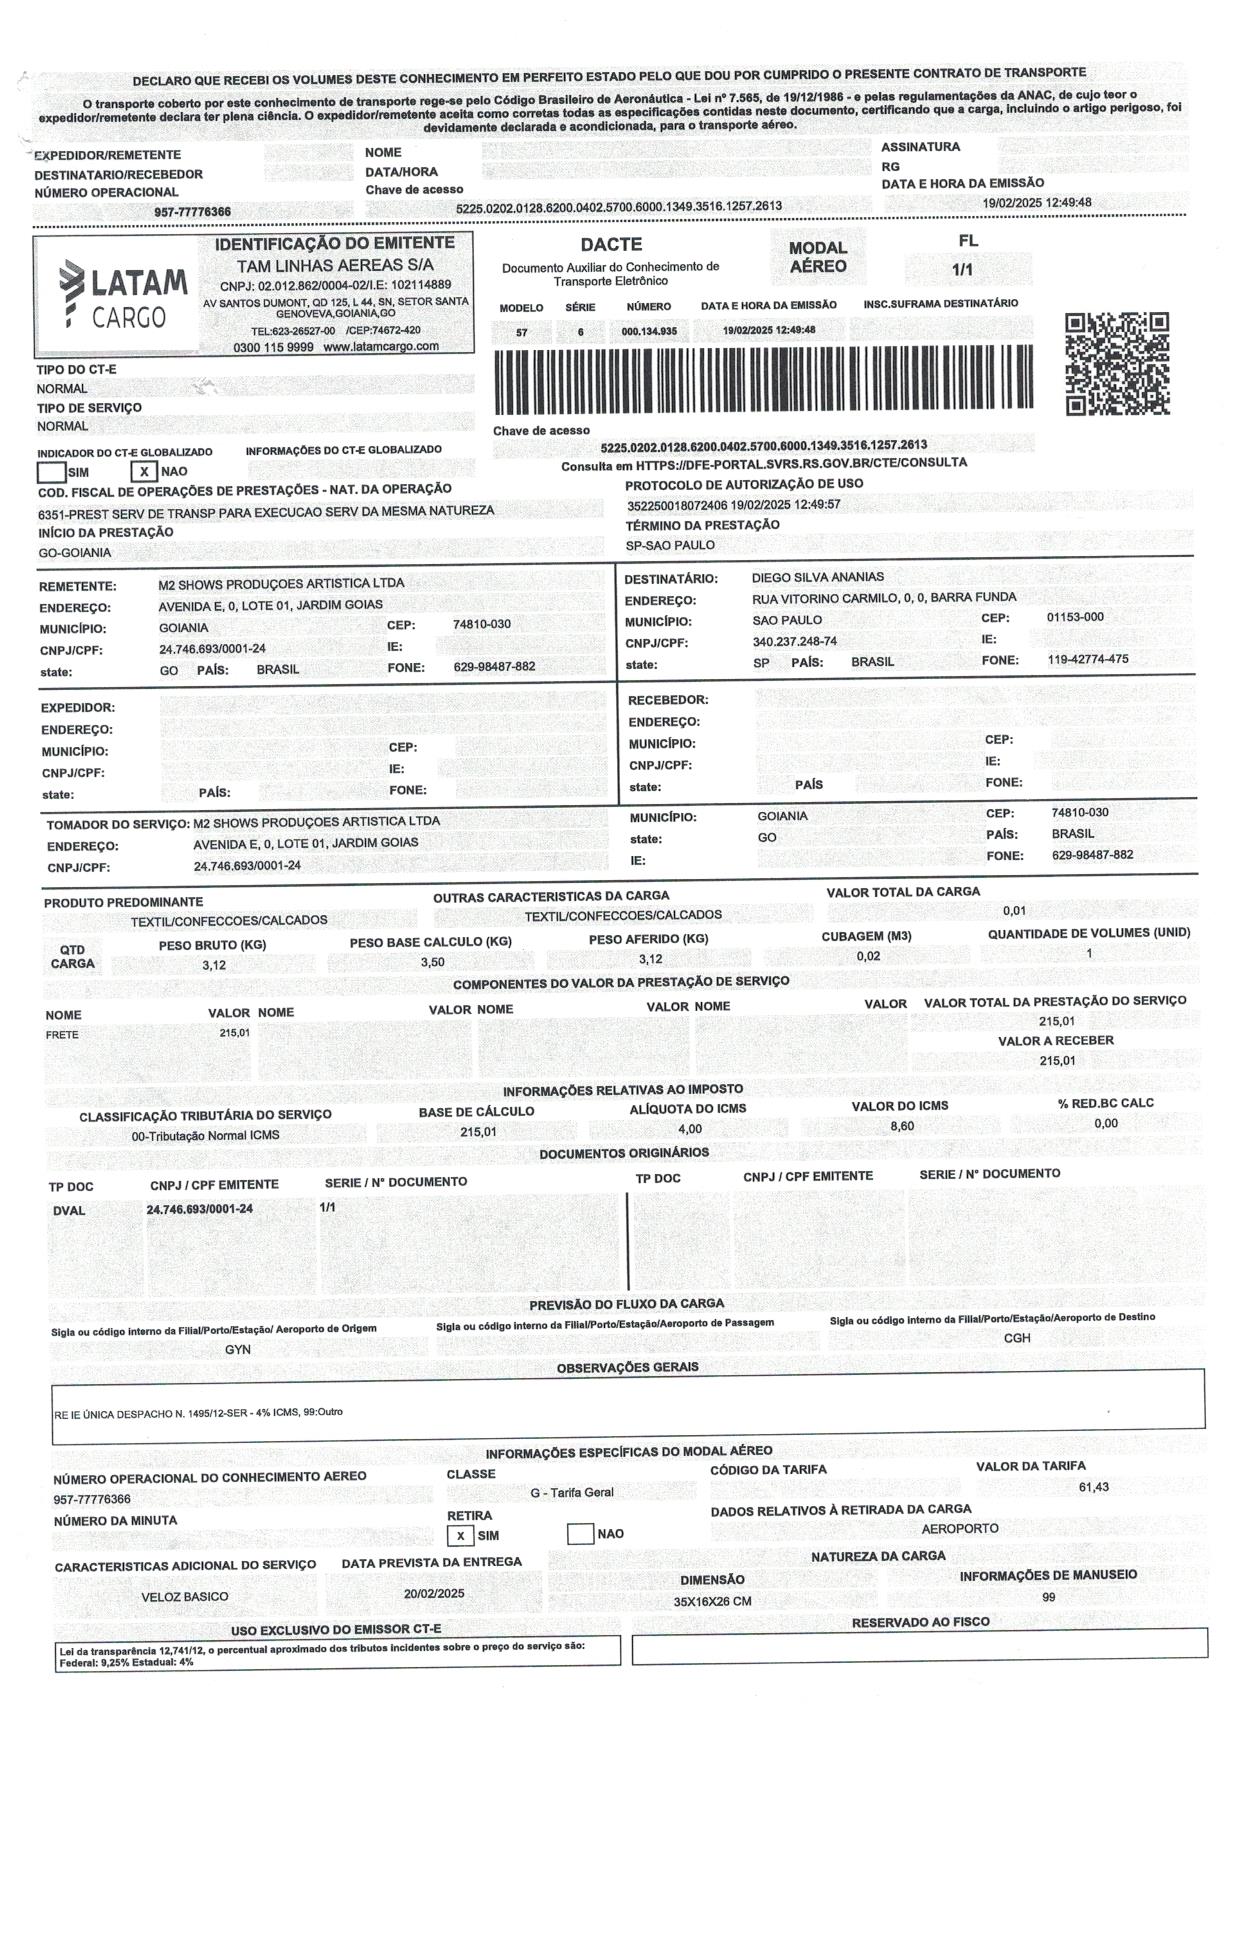 DECLARO QUE RECEBI OS VOLUMES DESTE CONHECIMENTO EM PERFEITO ESTADO PELO QUE DOU POR CUMPRIDO O PRESENTE CONTRATO DE TRANSPORTE
O transporte coberto por este conhecimento de transporte rege-se pelo Código Brasileiro de Aeronáutica - Lei nº 7.565, de 19/12/1986 - e pelas regulamentações da ANAC, de cujo teor o
expedidor/remetente declara ter plena ciência. O expedidor/remetente aceita como corretas todas as especificações contidas neste documento, certificando que a carga, incluindo o artigo perigoso, foi
devidamente declarada e acondicionada, para o transporte aéreo.
EXPEDIDOR/REMETENTE NOME ASSINATURA
DESTINATARIO/RECEBEDOR DATA/HORA RG
NÚMERO OPERACIONAL Chave de acesso DATA E HORA DA EMISSÃO
957-77776366 5225.0202.0128.6200.0402.5700.6000.1349.3516.1257.2613 19/02/2025 12:49:48
LATAM CARGO
IDENTIFICAÇÃO DO EMITENTE
TAM LINHAS AEREAS S/A
CNPJ: 02.012.862/0004-02/I.E: 102114889
AV SANTOS DUMONT, QD 125, L 44, SN, SETOR SANTA
GENOVEVA,GOIANIA,GO
TEL:623-26527-00 /CEP:74672-420
0300 115 9999 www.latamcargo.com
DACTE
Documento Auxiliar do Conhecimento de
Transporte Eletrônico
MODAL
AÉREO
FL
1/1
MODELO SÉRIE NÚMERO DATA E HORA DA EMISSÃO INSC.SUFRAMA DESTINATÁRIO
57 6 000.134.935 19/02/2025 12:49:48
TIPO DO CT-E
NORMAL
TIPO DE SERVIÇO
NORMAL
Chave de acesso
5225.0202.0128.6200.0402.5700.6000.1349.3516.1257.2613
Consulta em HTTPS://DFE-PORTAL.SVRS.RS.GOV.BR/CTE/CONSULTA
INDICADOR DO CT-E GLOBALIZADO INFORMAÇÕES DO CT-E GLOBALIZADO
SIM X NAO
COD. FISCAL DE OPERAÇÕES DE PRESTAÇÕES - NAT. DA OPERAÇÃO PROTOCOLO DE AUTORIZAÇÃO DE USO
6351-PREST SERV DE TRANSP PARA EXECUCAO SERV DA MESMA NATUREZA 352250018072406 19/02/2025 12:49:57
INÍCIO DA PRESTAÇÃO TÉRMINO DA PRESTAÇÃO
GO-GOIANIA SP-SAO PAULO
REMETENTE: M2 SHOWS PRODUÇOES ARTISTICA LTDA
ENDEREÇO: AVENIDA E, 0, LOTE 01, JARDIM GOIAS
MUNICÍPIO: GOIANIA CEP: 74810-030
CNPJ/CPF: 24.746.693/0001-24 IE:
state: GO PAÍS: BRASIL FONE: 629-98487-882
DESTINATÁRIO: DIEGO SILVA ANANIAS
ENDEREÇO: RUA VITORINO CARMILO, 0, 0, BARRA FUNDA
MUNICÍPIO: SAO PAULO CEP: 01153-000
CNPJ/CPF: 340.237.248-74 IE:
state: SP PAÍS: BRASIL FONE: 119-42774-475
EXPEDIDOR:
ENDEREÇO:
MUNICÍPIO: CEP:
CNPJ/CPF: IE:
state: PAÍS: FONE:
RECEBEDOR:
ENDEREÇO:
MUNICÍPIO: CEP:
CNPJ/CPF: IE:
state: PAÍS FONE:
TOMADOR DO SERVIÇO: M2 SHOWS PRODUÇOES ARTISTICA LTDA MUNICÍPIO: GOIANIA CEP: 74810-030
ENDEREÇO: AVENIDA E, 0, LOTE 01, JARDIM GOIAS state: GO PAÍS: BRASIL
CNPJ/CPF: 24.746.693/0001-24 IE: FONE: 629-98487-882
PRODUTO PREDOMINANTE OUTRAS CARACTERISTICAS DA CARGA VALOR TOTAL DA CARGA
TEXTIL/CONFECCOES/CALCADOS TEXTIL/CONFECCOES/CALCADOS 0,01
QTD CARGA PESO BRUTO (KG) PESO BASE CALCULO (KG) PESO AFERIDO (KG) CUBAGEM (M3) QUANTIDADE DE VOLUMES (UNID)
3,12 3,50 3,12 0,02 1
COMPONENTES DO VALOR DA PRESTAÇÃO DE SERVIÇO
NOME VALOR NOME VALOR NOME VALOR NOME VALOR VALOR TOTAL DA PRESTAÇÃO DO SERVIÇO
FRETE 215,01 215,01
VALOR A RECEBER
215,01
INFORMAÇÕES RELATIVAS AO IMPOSTO
CLASSIFICAÇÃO TRIBUTÁRIA DO SERVIÇO BASE DE CÁLCULO ALÍQUOTA DO ICMS VALOR DO ICMS % RED.BC CALC
00-Tributação Normal ICMS 215,01 4,00 8,60 0,00
DOCUMENTOS ORIGINÁRIOS
TP DOC CNPJ / CPF EMITENTE SERIE / N° DOCUMENTO TP DOC CNPJ / CPF EMITENTE SERIE / N° DOCUMENTO
DVAL 24.746.693/0001-24 1/1
PREVISÃO DO FLUXO DA CARGA
Sigla ou código interno da Filial/Porto/Estação/ Aeroporto de Origem Sigla ou código interno da Filial/Porto/Estação/Aeroporto de Passagem Sigla ou código interno da Filial/Porto/Estação/Aeroporto de Destino
GYN CGH
OBSERVAÇÕES GERAIS
RE IE ÚNICA DESPACHO N. 1495/12-SER - 4% ICMS, 99:Outro
INFORMAÇÕES ESPECÍFICAS DO MODAL AÉREO
NÚMERO OPERACIONAL DO CONHECIMENTO AEREO CLASSE CÓDIGO DA TARIFA VALOR DA TARIFA
957-77776366 G - Tarifa Geral 61,43
NÚMERO DA MINUTA RETIRA DADOS RELATIVOS À RETIRADA DA CARGA
X SIM NAO AEROPORTO
CARACTERISTICAS ADICIONAL DO SERVIÇO DATA PREVISTA DA ENTREGA NATUREZA DA CARGA
DIMENSÃO INFORMAÇÕES DE MANUSEIO
VELOZ BASICO 20/02/2025 35X16X26 CM 99
USO EXCLUSIVO DO EMISSOR CT-E RESERVADO AO FISCO
Lei da transparência 12,741/12, o percentual aproximado dos tributos incidentes sobre o preço do serviço são:
Federal: 9,25% Estadual: 4%